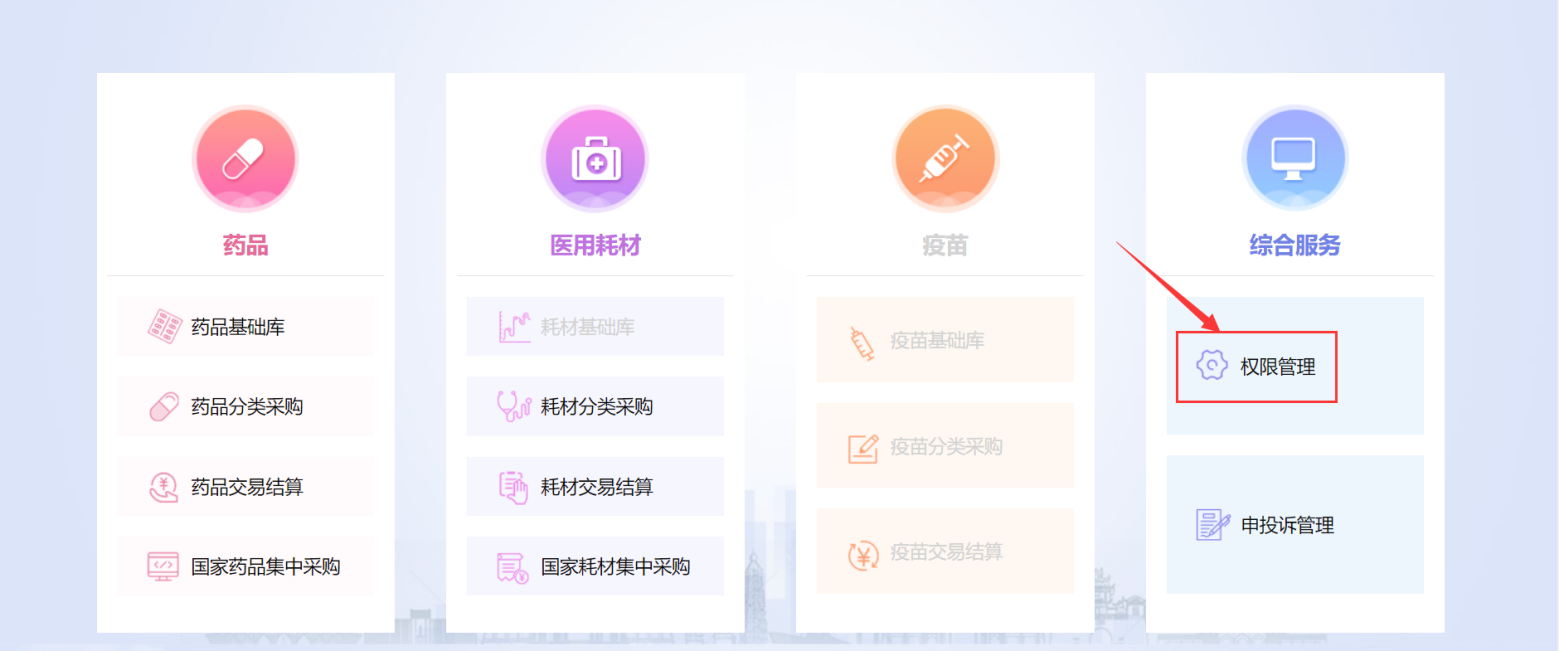 药品
药品基础库
药品分类采购
药品交易结算
国家药品集中采购
医用耗材
耗材基础库
耗材分类采购
耗材交易结算
国家耗材集中采购
疫苗
疫苗基础库
疫苗分类采购
疫苗交易结算
综合服务
权限管理
申投诉管理